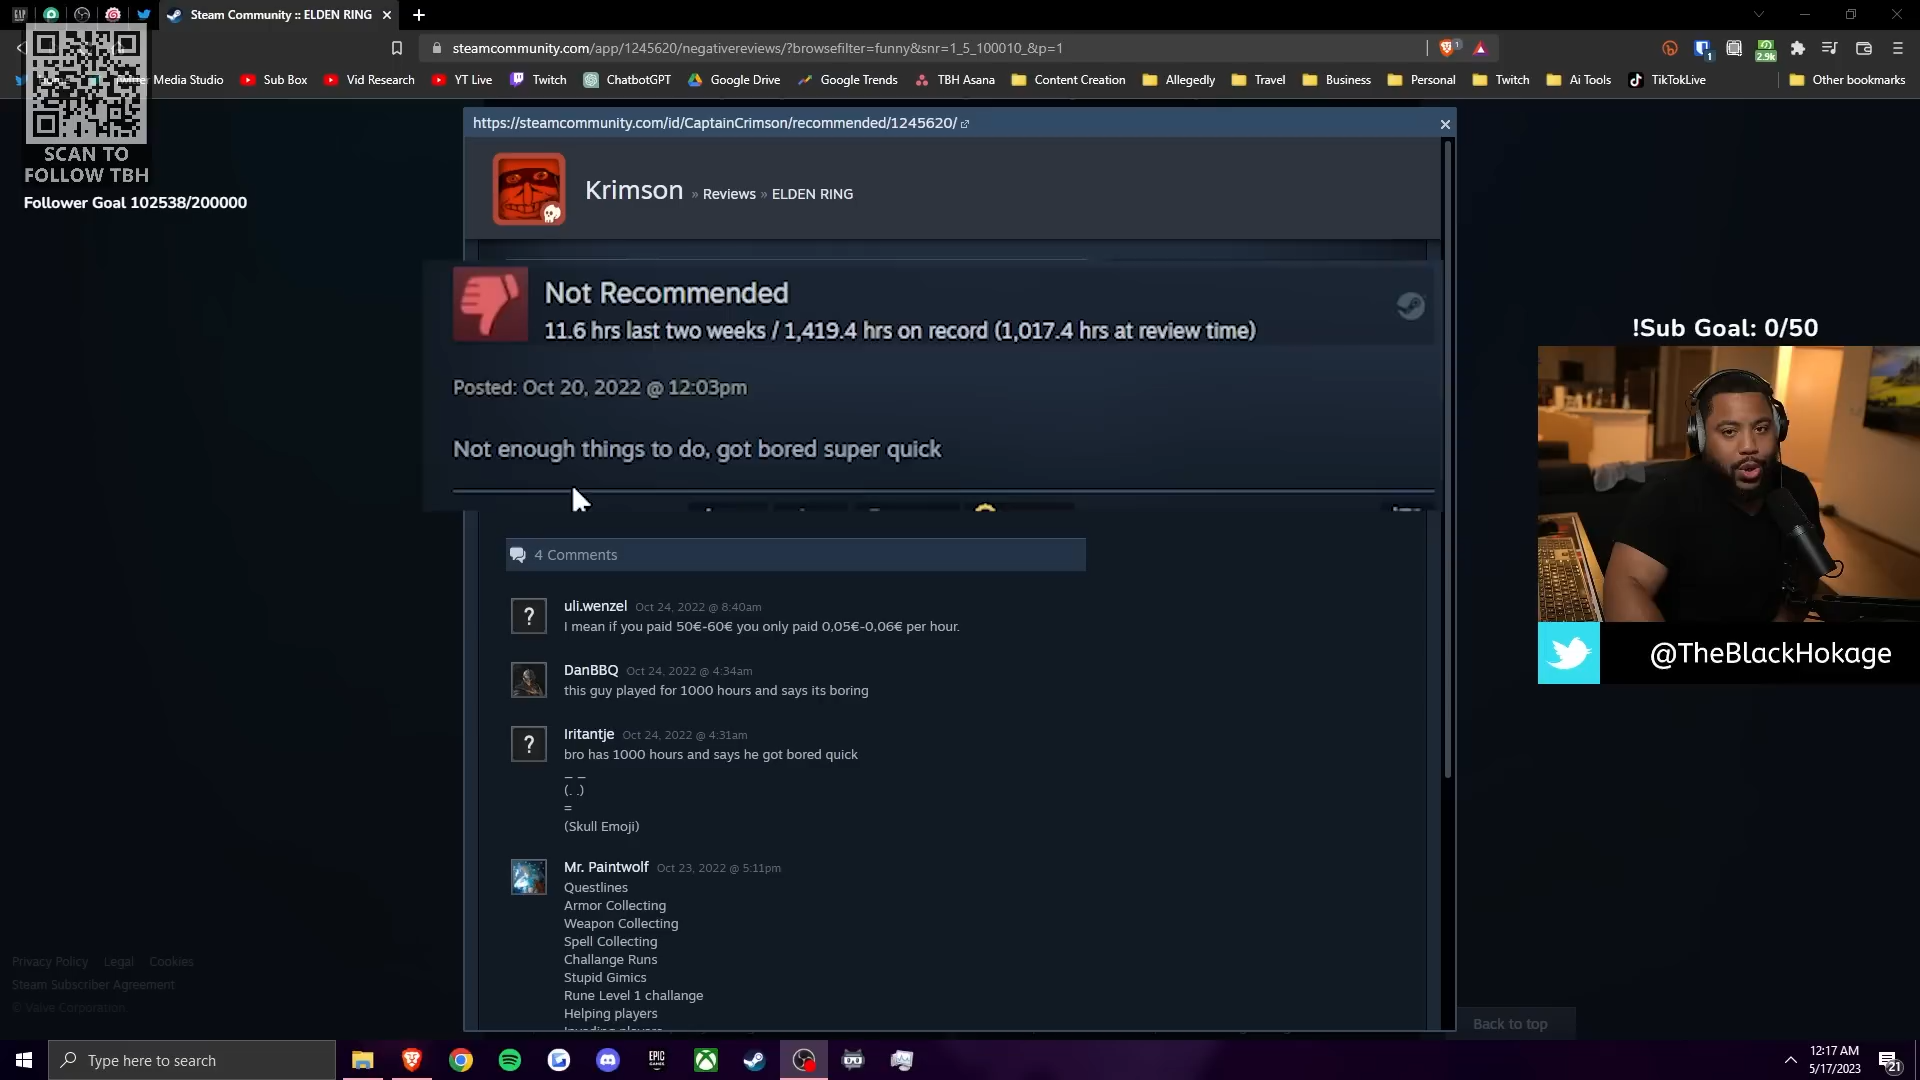 Steam Community :: ELDEN RING
steamcommunity.com/app/1245620/negativereviews/?browsefilter=funny&snr=1_5_100010_&p=1
1
1
2.9k
Media Studio
Sub Box
Vid Research
YT Live
Twitch
ChatbotGPT
Google Drive
Google Trends
TBH Asana
Content Creation
Allegedly
Travel
Business
Personal
Twitch
Ai Tools
TikTokLive
Other bookmarks
SCAN TO
FOLLOW TBH
Follower Goal 102538/200000
https://steamcommunity.com/id/CaptainCrimson/recommended/1245620/
Krimson » Reviews » ELDEN RING
Not Recommended
11.6 hrs last two weeks / 1,419.4 hrs on record (1,017.4 hrs at review time)
Posted: Oct 20, 2022 @ 12:03pm
Not enough things to do, got bored super quick
4 Comments
uli.wenzel Oct 24, 2022 @ 8:40am
I mean if you paid 50€-60€ you only paid 0,05€-0,06€ per hour.
DanBBQ Oct 24, 2022 @ 4:34am
this guy played for 1000 hours and says its boring
Iritantje Oct 24, 2022 @ 4:31am
bro has 1000 hours and says he got bored quick
_ _
(. .)
=
(Skull Emoji)
Mr. Paintwolf Oct 23, 2022 @ 5:11pm
Questlines
Armor Collecting
Weapon Collecting
Spell Collecting
Challange Runs
Stupid Gimics
Rune Level 1 challange
Helping players
!Sub Goal: 0/50
@TheBlackHokage
Privacy Policy Legal Cookies
Steam Subscriber Agreement
© Valve Corporation
Back to top
Type here to search
EPIC
GAMES
12:17 AM
5/17/2023
21